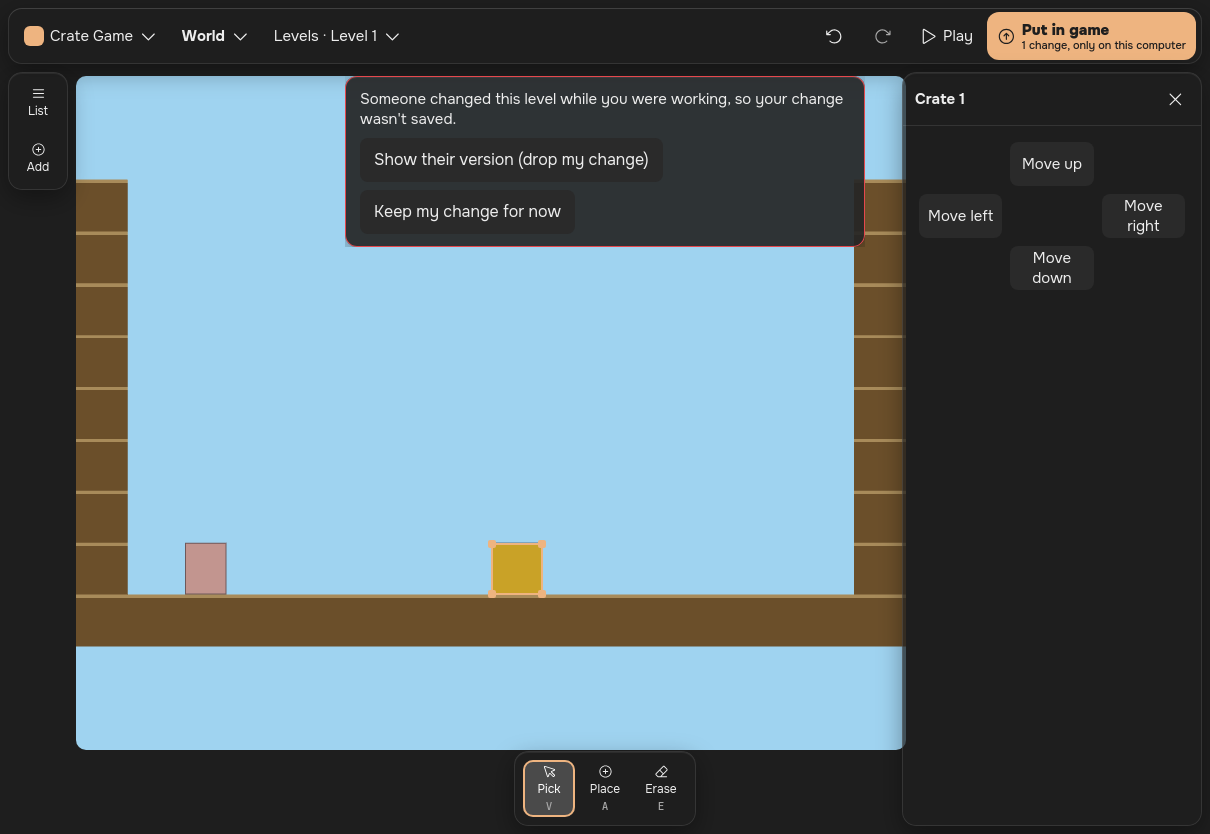 Crate Game
World
Levels · Level 1
Play
Put in game
1 change, only on this computer
List
Add
Someone changed this level while you were working, so your change
wasn't saved.
Show their version (drop my change)
Keep my change for now
Crate 1
Move up
Move left
Move
right
Move
down
Pick
V
Place
A
Erase
E